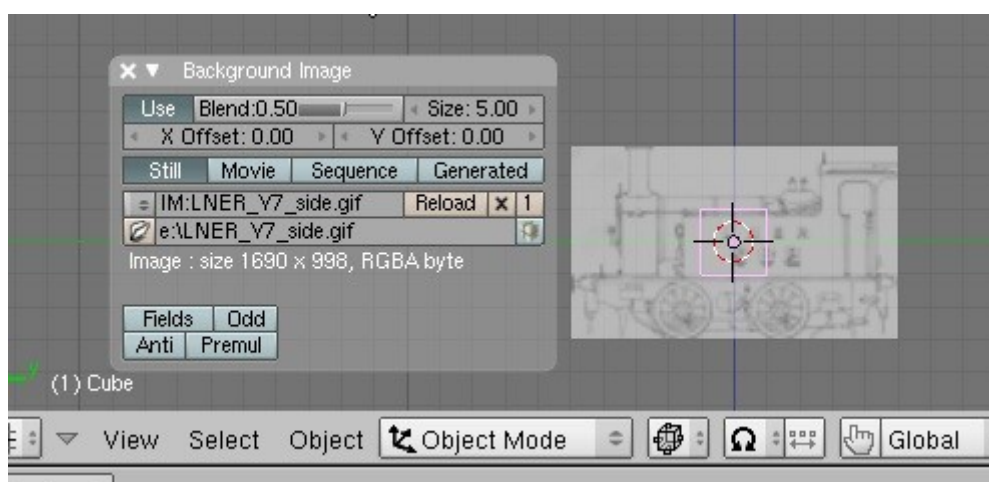 Background Image
Use Blend:0.50 Size: 5.00
X Offset: 0.00 Y Offset: 0.00
Still Movie Sequence Generated
IM:LNER_Y7_side.gif Reload X 1
e:\LNER_Y7_side.gif
Image : size 1690 x 998, RGBA byte
Fields Odd
Anti Premul
y
(1) Cube
View Select Object Object Mode Global